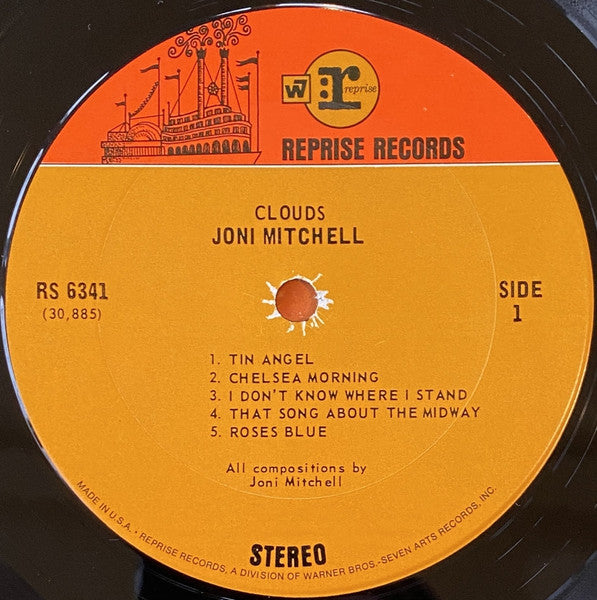 W7
r
reprise
REPRISE RECORDS
CLOUDS
JONI MITCHELL
RS 6341
(30,885)
SIDE
1
1. TIN ANGEL
2. CHELSEA MORNING
3. I DON'T KNOW WHERE I STAND
4. THAT SONG ABOUT THE MIDWAY
5. ROSES BLUE
All compositions by
Joni Mitchell
STEREO
MADE IN U.S.A. • REPRISE RECORDS, A DIVISION OF WARNER BROS.-SEVEN ARTS RECORDS, INC.